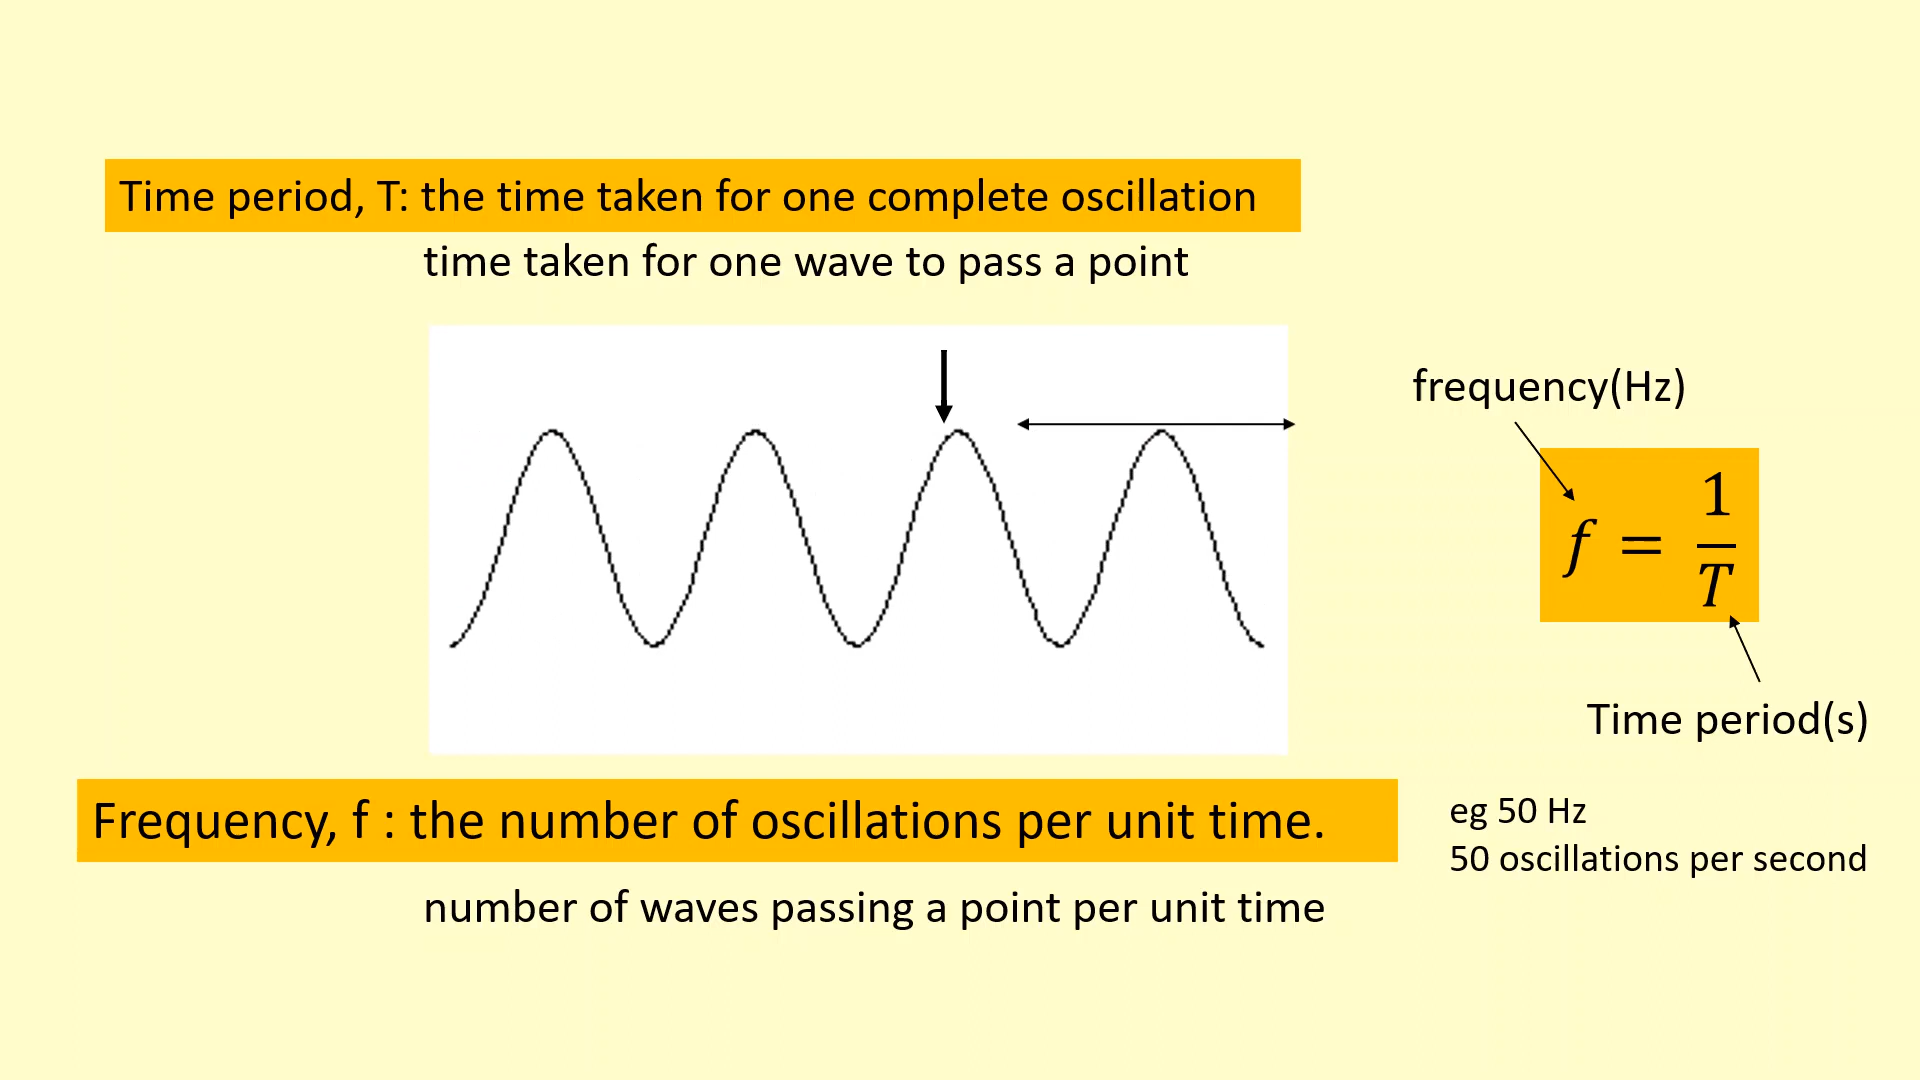 Time period, T: the time taken for one complete oscillation
time taken for one wave to pass a point
frequency(Hz)
f = 1/T
Time period(s)
Frequency, f : the number of oscillations per unit time.
eg 50 Hz
50 oscillations per second
number of waves passing a point per unit time